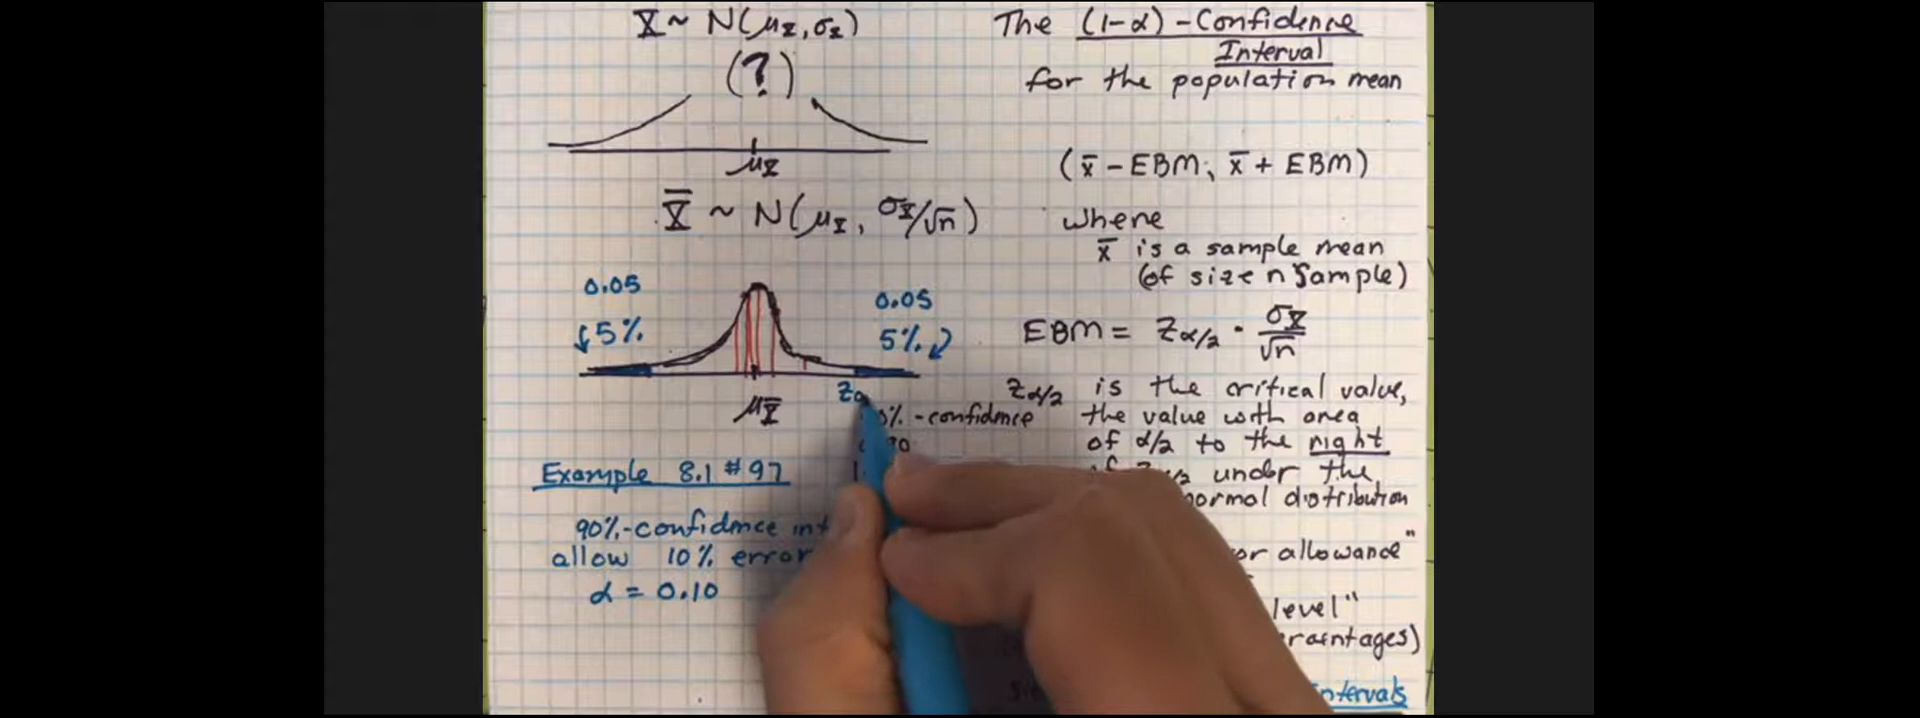 X ~ N(μx, σx)
(?)
μx
X̄ ~ N(μx, σx/√n)
0.05
5%
0.05
5%
μx̄
Example 8.1 #97
90%-confidence int
allow 10% error
α = 0.10
% -confidence
The (1-α) - Confidence
Interval
for the population mean
(x̄ - EBM, x̄ + EBM)
where
x̄ is a sample mean
(of size n sample)
EBM = Zα/2 · σx/√n
Zα/2 is the critical value,
the value with area
of α/2 to the right
under the
normal distribution
allowance"
level"